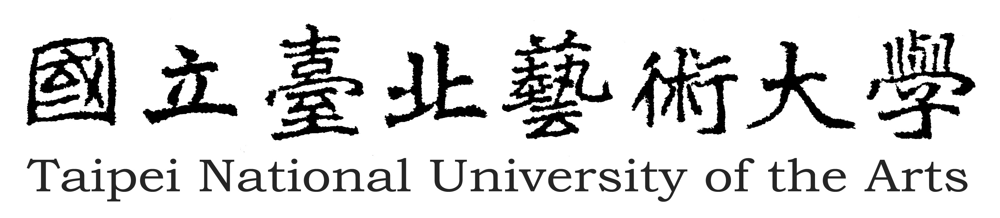 國立臺北藝術大學
Taipei National University of the Arts